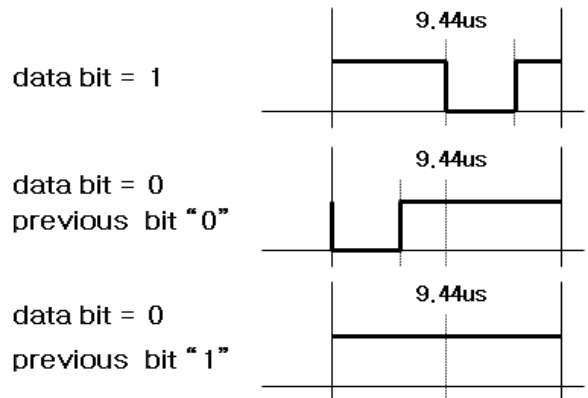 9.44us
data bit = 1
9.44us
data bit = 0
previous bit “0”
9.44us
data bit = 0
previous bit “1”